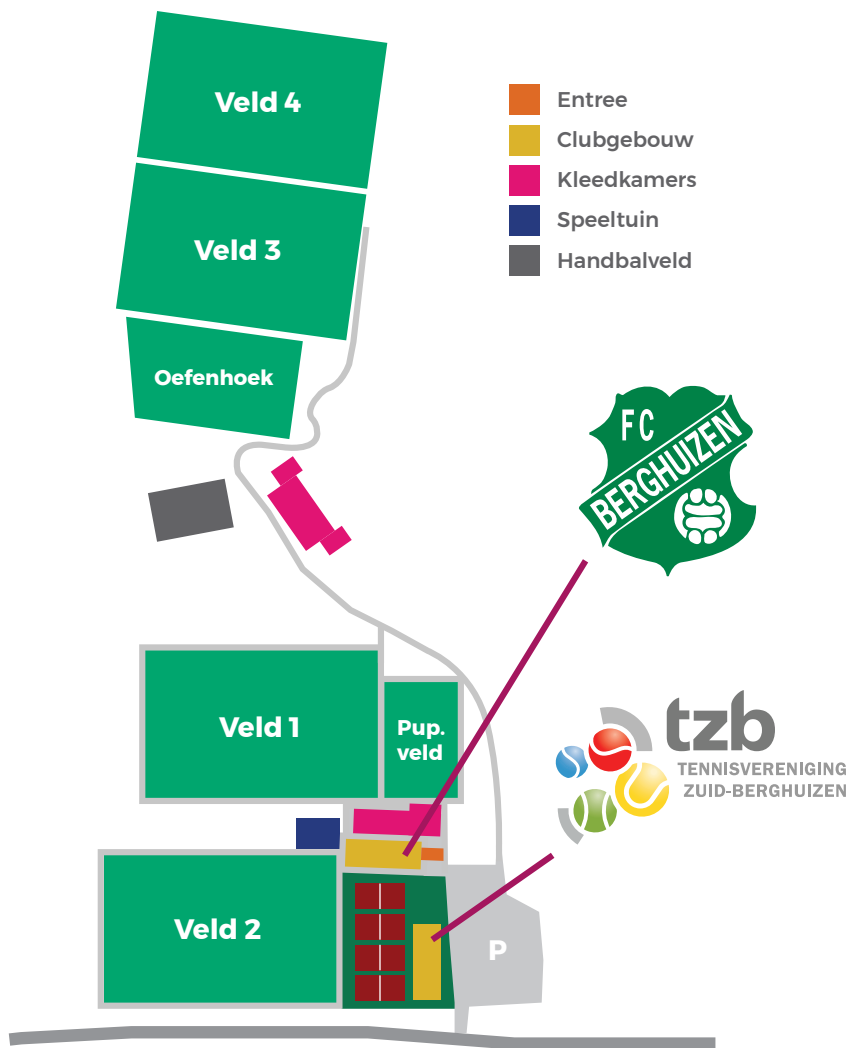 Veld 4
Entree
Clubgebouw
Kleedkamers
Speeltuin
Handbalveld
Veld 3
Oefenhoek
FC
BERGHUIZEN
Veld 1
Pup.
veld
tzb
TENNISVERENIGING
ZUID-BERGHUIZEN
Veld 2
P